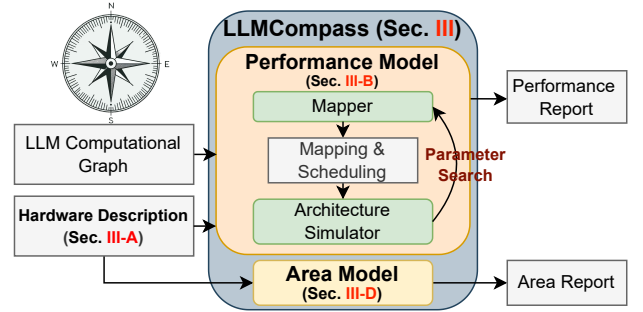 N
W
E
S
LLMCompass (Sec. III)
Performance Model
(Sec. III-B)
Mapper
Mapping &
Scheduling
Parameter
Search
Architecture
Simulator
LLM Computational
Graph
Hardware Description
(Sec. III-A)
Area Model
(Sec. III-D)
Performance
Report
Area Report